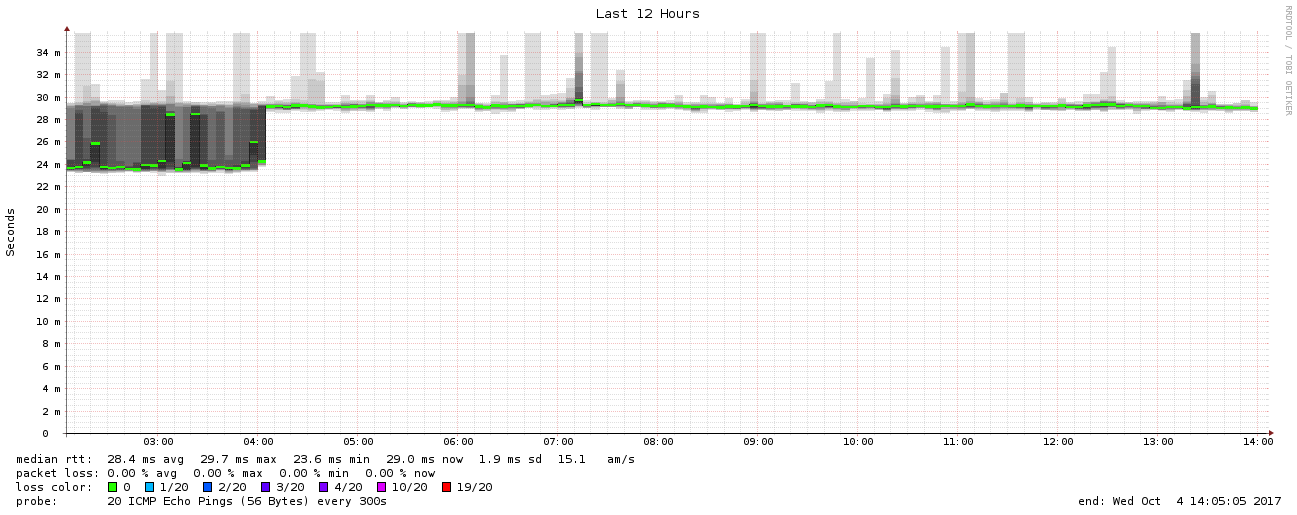 Last 12 Hours
RRDTOOL / TOBI OETIKER
Seconds
34 m
32 m
30 m
28 m
26 m
24 m
22 m
20 m
18 m
16 m
14 m
12 m
10 m
8 m
6 m
4 m
2 m
0
03:00 04:00 05:00 06:00 07:00 08:00 09:00 10:00 11:00 12:00 13:00 14:00
median rtt: 28.4 ms avg 29.7 ms max 23.6 ms min 29.0 ms now 1.9 ms sd 15.1 am/s
packet loss: 0.00 % avg 0.00 % max 0.00 % min 0.00 % now
loss color: 0 1/20 2/20 3/20 4/20 10/20 19/20
probe: 20 ICMP Echo Pings (56 Bytes) every 300s end: Wed Oct 4 14:05:05 2017